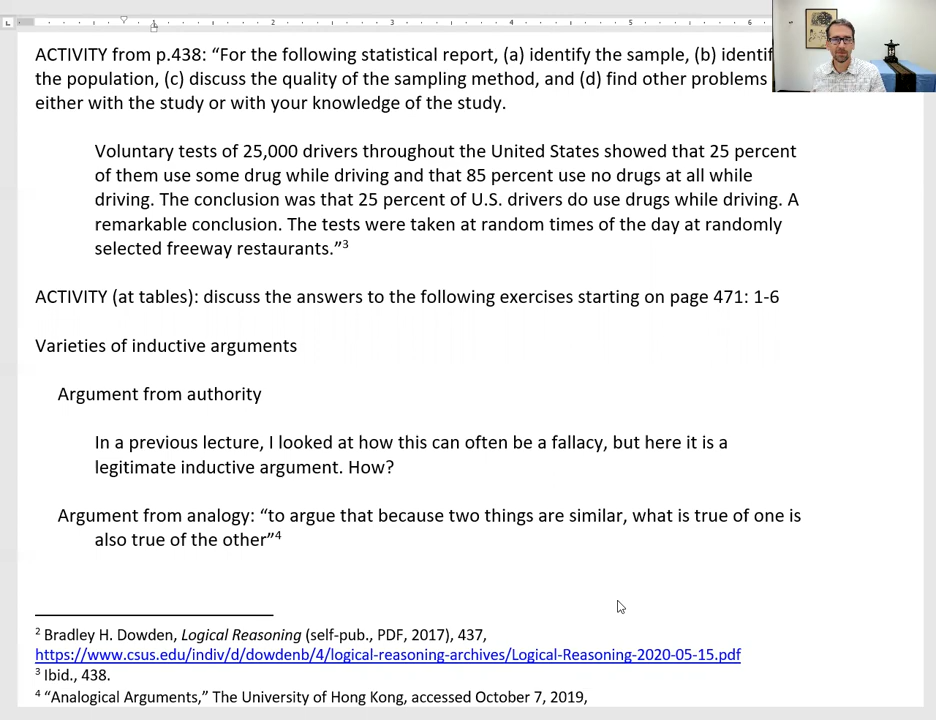 2 3 4 5 6
ACTIVITY from p.438: “For the following statistical report, (a) identify the sample, (b)
the population, (c) discuss the quality of the sampling method, and (d) find other problems
either with the study or with your knowledge of the study.
Voluntary tests of 25,000 drivers throughout the United States showed that 25 percent
of them use some drug while driving and that 85 percent use no drugs at all while
driving. The conclusion was that 25 percent of U.S. drivers do use drugs while driving. A
remarkable conclusion. The tests were taken at random times of the day at randomly
selected freeway restaurants.”3
ACTIVITY (at tables): discuss the answers to the following exercises starting on page 471: 1-6
Varieties of inductive arguments
Argument from authority
In a previous lecture, I looked at how this can often be a fallacy, but here it is a
legitimate inductive argument. How?
Argument from analogy: “to argue that because two things are similar, what is true of one is
also true of the other”4
2 Bradley H. Dowden, Logical Reasoning (self-pub., PDF, 2017), 437,
https://www.csus.edu/indiv/d/dowdenb/4/logical-reasoning-archives/Logical-Reasoning-2020-05-15.pdf
3 Ibid., 438.
4 “Analogical Arguments,” The University of Hong Kong, accessed October 7, 2019,